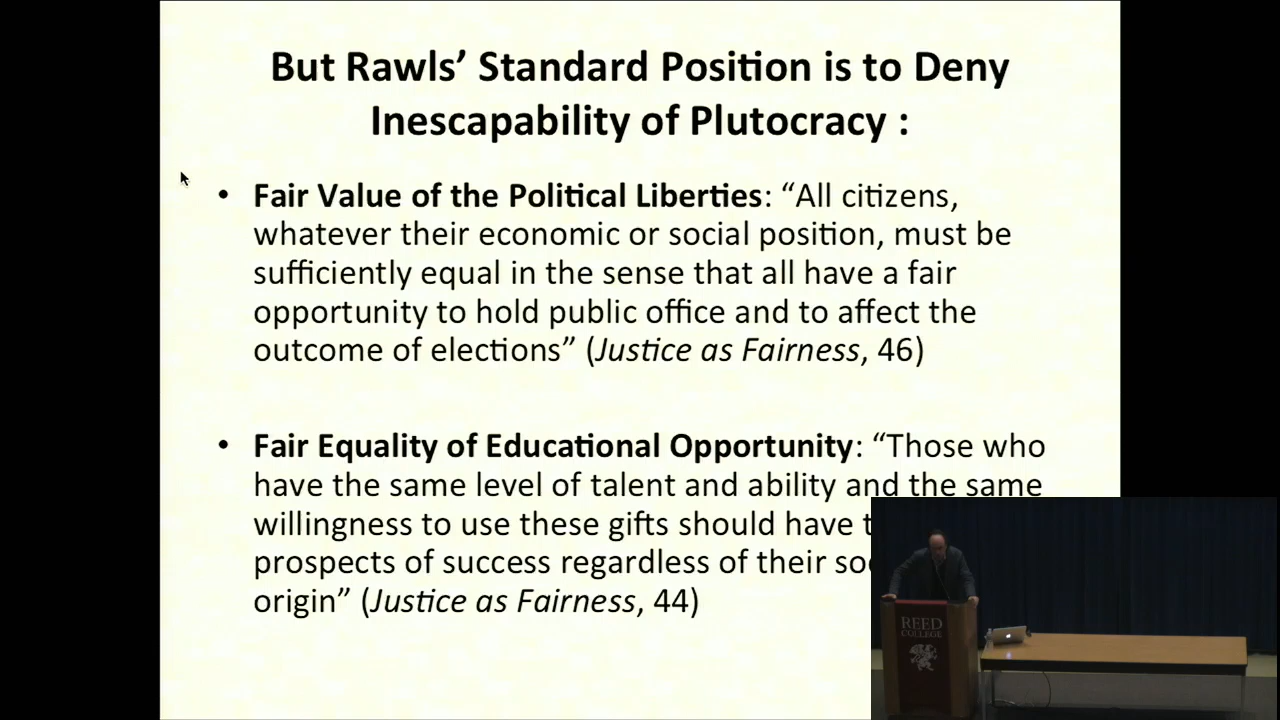 But Rawls’ Standard Position is to Deny
Inescapability of Plutocracy :
• Fair Value of the Political Liberties: “All citizens,
whatever their economic or social position, must be
sufficiently equal in the sense that all have a fair
opportunity to hold public office and to affect the
outcome of elections” (Justice as Fairness, 46)
• Fair Equality of Educational Opportunity: “Those who
have the same level of talent and ability and the same
willingness to use these gifts should have
prospects of success regardless of their
origin” (Justice as Fairness, 44)
REED
COLLEGE